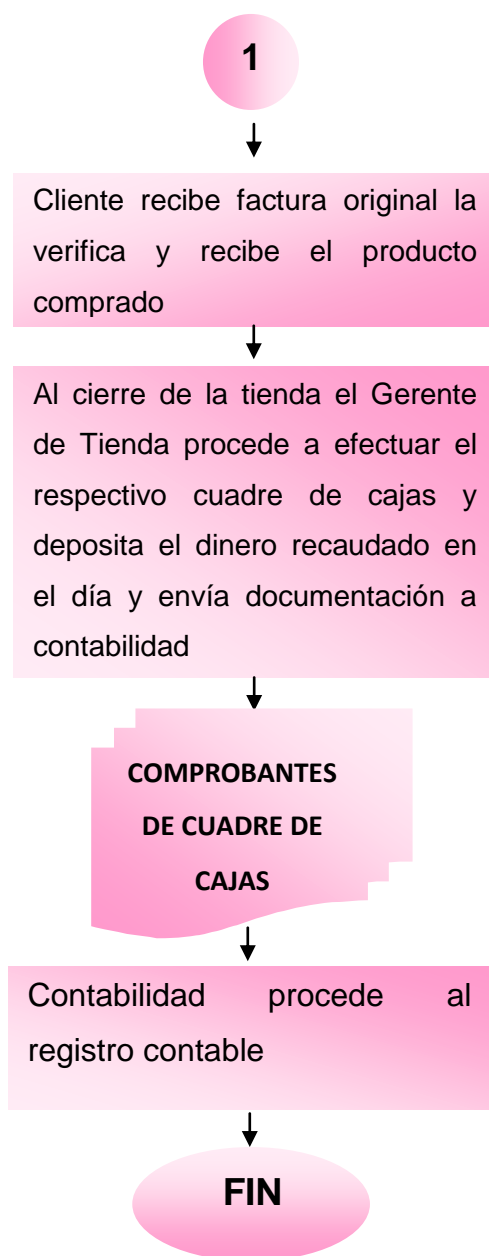 1
Cliente recibe factura original la
verifica y recibe el producto
comprado
Al cierre de la tienda el Gerente
de Tienda procede a efectuar el
respectivo cuadre de cajas y
deposita el dinero recaudado en
el día y envía documentación a
contabilidad
COMPROBANTES
DE CUADRE DE
CAJAS
Contabilidad procede al
registro contable
FIN